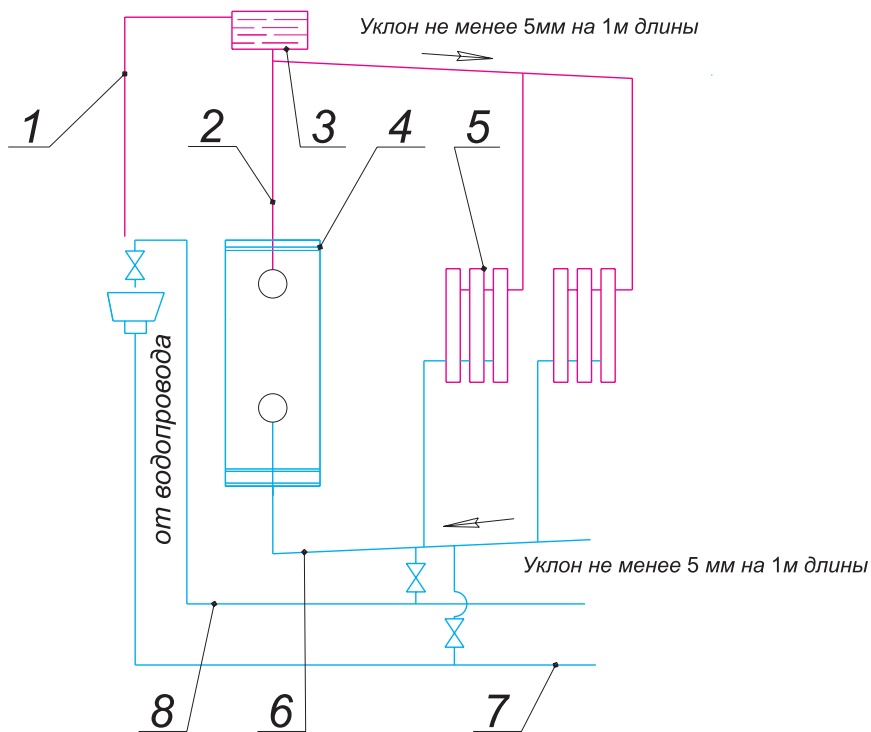 Уклон не менее 5мм на 1м длины
1
2
3
4
5
от водопровода
Уклон не менее 5 мм на 1м длины
8
6
7